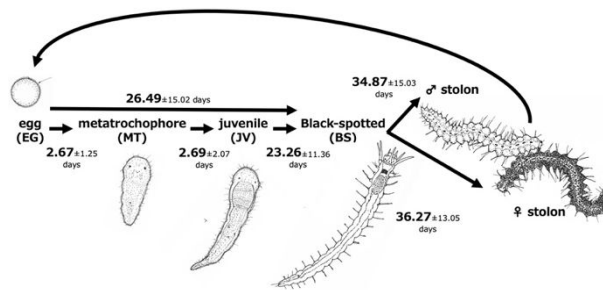 34.87±15.03
days
♂ stolon
26.49±15.02 days
egg
(EG)
metatrochophore
(MT)
juvenile
(JV)
Black-spotted
(BS)
2.67±1.25
days
2.69±2.07
days
23.26±11.36
days
36.27±13.05
days
♀ stolon